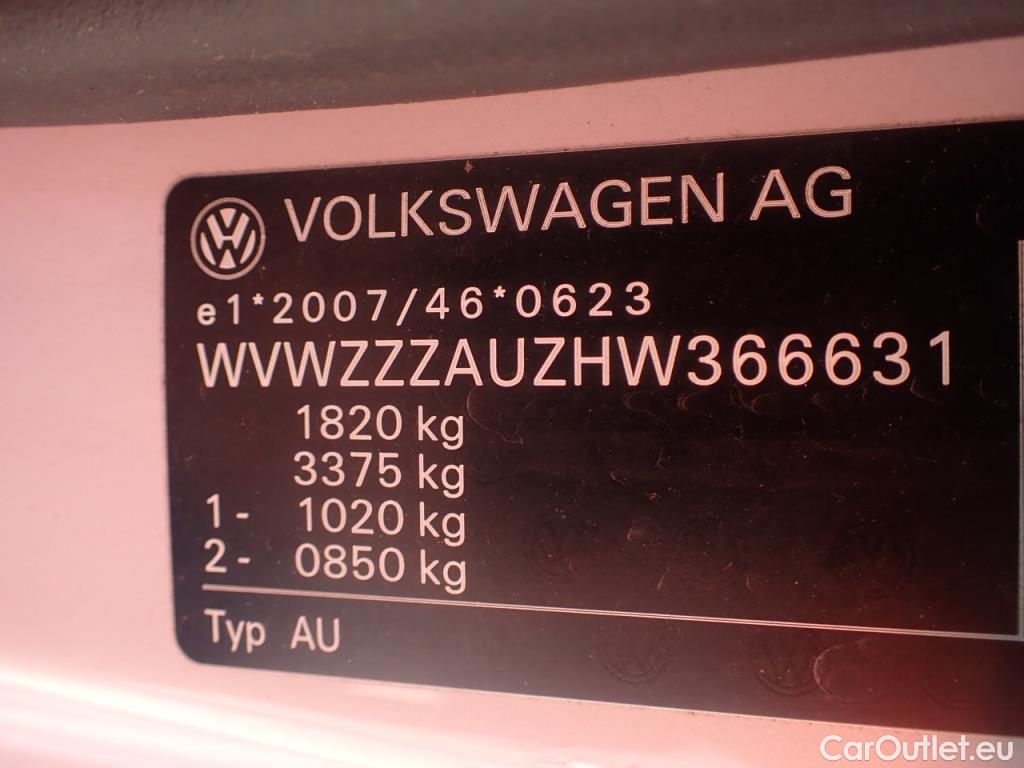 VOLKSWAGEN AG
e1*2007/46*0623
WVWZZZAUZHW366631
1820 kg
3375 kg
1- 1020 kg
2- 0850 kg
Typ AU
CarOutlet.eu